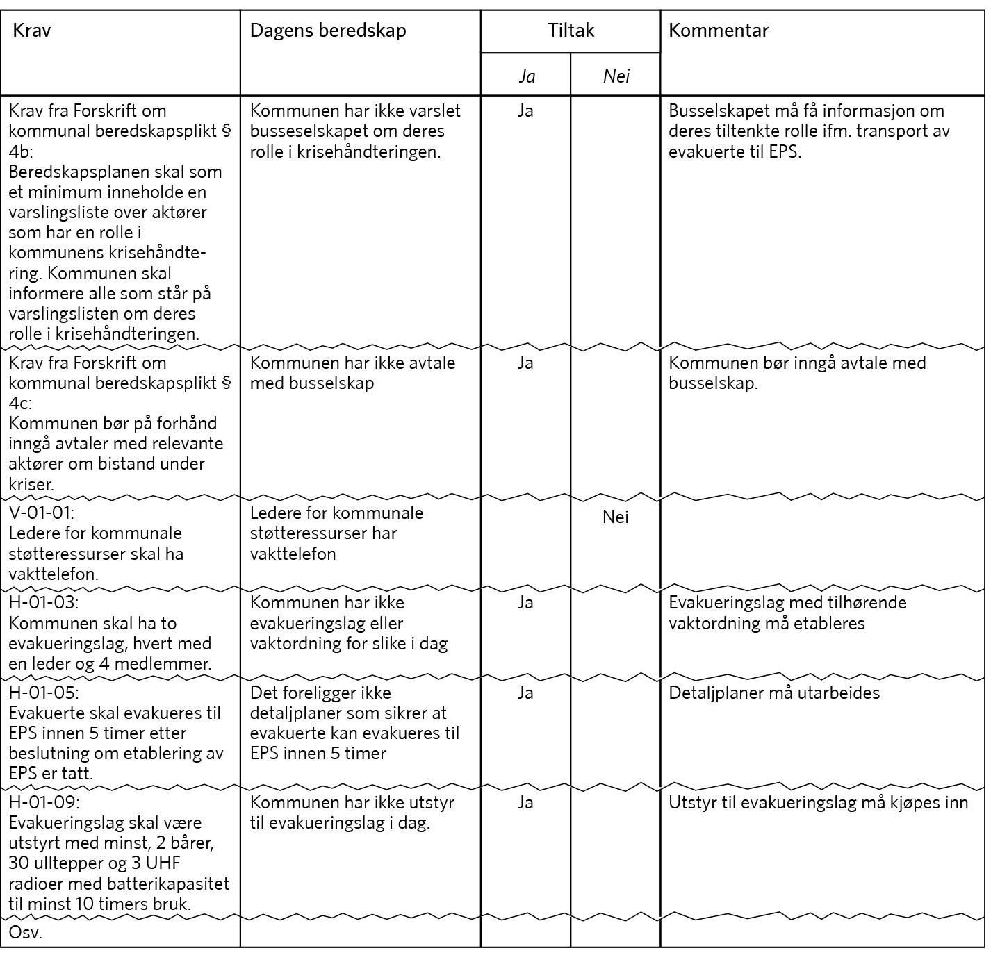 Krav
Dagens beredskap
Tiltak
Kommentar
Ja
Nei
Krav fra Forskrift om
kommunal beredskapsplikt §
4b:
Beredskapsplanen skal som
et minimum inneholde en
varslingsliste over aktører
som har en rolle i
kommunens krisehåndte-
ring. Kommunen skal
informere alle som står på
varslingslisten om deres
rolle i krisehåndteringen.
Kommunen har ikke varslet
busseselskapet om deres
rolle i krisehåndteringen.
Ja
Busselskapet må få informasjon om
deres tiltenkte rolle ifm. transport av
evakuerte til EPS.
Krav fra Forskrift om
kommunal beredskapsplikt §
4c:
Kommunen bør på forhånd
inngå avtaler med relevante
aktører om bistand under
kriser.
Kommunen har ikke avtale
med busselskap
Ja
Kommunen bør inngå avtale med
busselskap.
V-01-01:
Ledere for kommunale
støtteressurser skal ha
vakttelefon.
Ledere for kommunale
støtteressurser har
vakttelefon
Nei
H-01-03:
Kommunen skal ha to
evakueringslag, hvert med
en leder og 4 medlemmer.
Kommunen har ikke
evakueringslag eller
vaktordning for slike i dag
Ja
Evakueringslag med tilhørende
vaktordning må etableres
H-01-05:
Evakuerte skal evakueres til
EPS innen 5 timer etter
beslutning om etablering av
EPS er tatt.
Det foreligger ikke
detaljplaner som sikrer at
evakuerte kan evakueres til
EPS innen 5 timer
Ja
Detaljplaner må utarbeides
H-01-09:
Evakueringslag skal være
utstyrt med minst, 2 bårer,
30 ulltepper og 3 UHF
radioer med batterikapasitet
til minst 10 timers bruk.
Kommunen har ikke utstyr
til evakueringslag i dag.
Ja
Utstyr til evakueringslag må kjøpes inn
Osv.